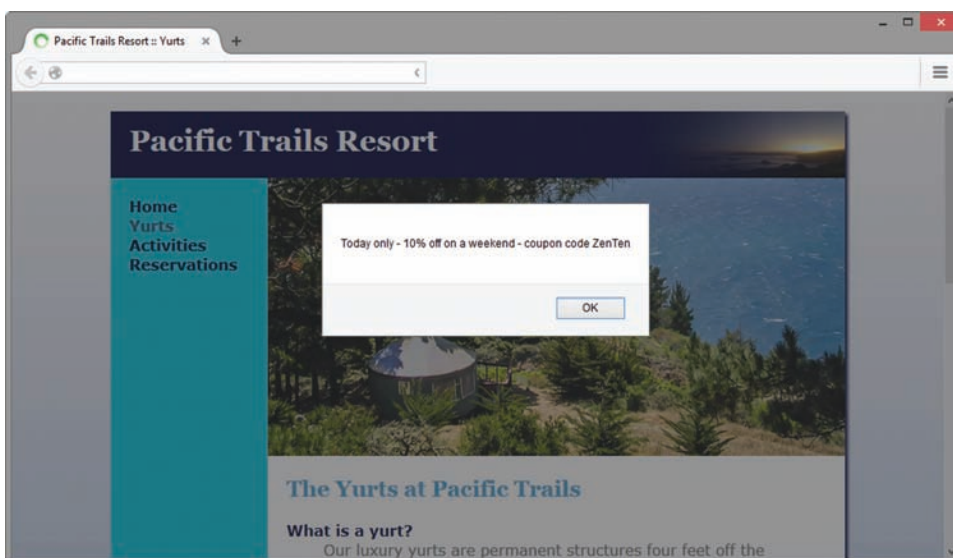 Pacific Trails Resort :: Yurts
Pacific Trails Resort
Home
Yurts
Activities
Reservations
Today only - 10% off on a weekend - coupon code ZenTen
OK
The Yurts at Pacific Trails
What is a yurt?
Our luxury yurts are permanent structures four feet off the